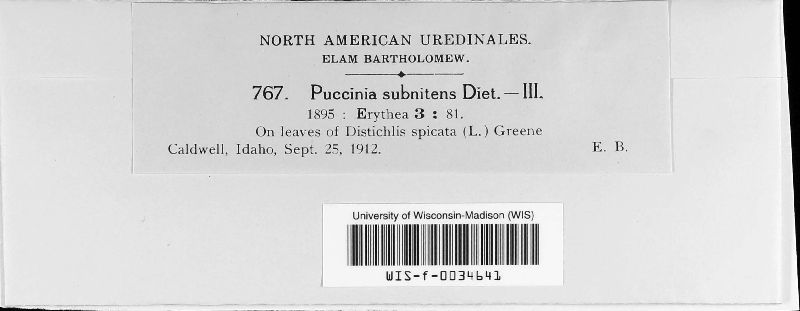 NORTH AMERICAN UREDINALES.
ELAM BARTHOLOMEW.
767. Puccinia subnitens Diet.—III.
1895 : Erythea 3 : 81.
On leaves of Distichlis spicata (L.) Greene
Caldwell, Idaho, Sept. 25, 1912. E. B.
University of Wisconsin-Madison (WIS)
WIS-f-0034641